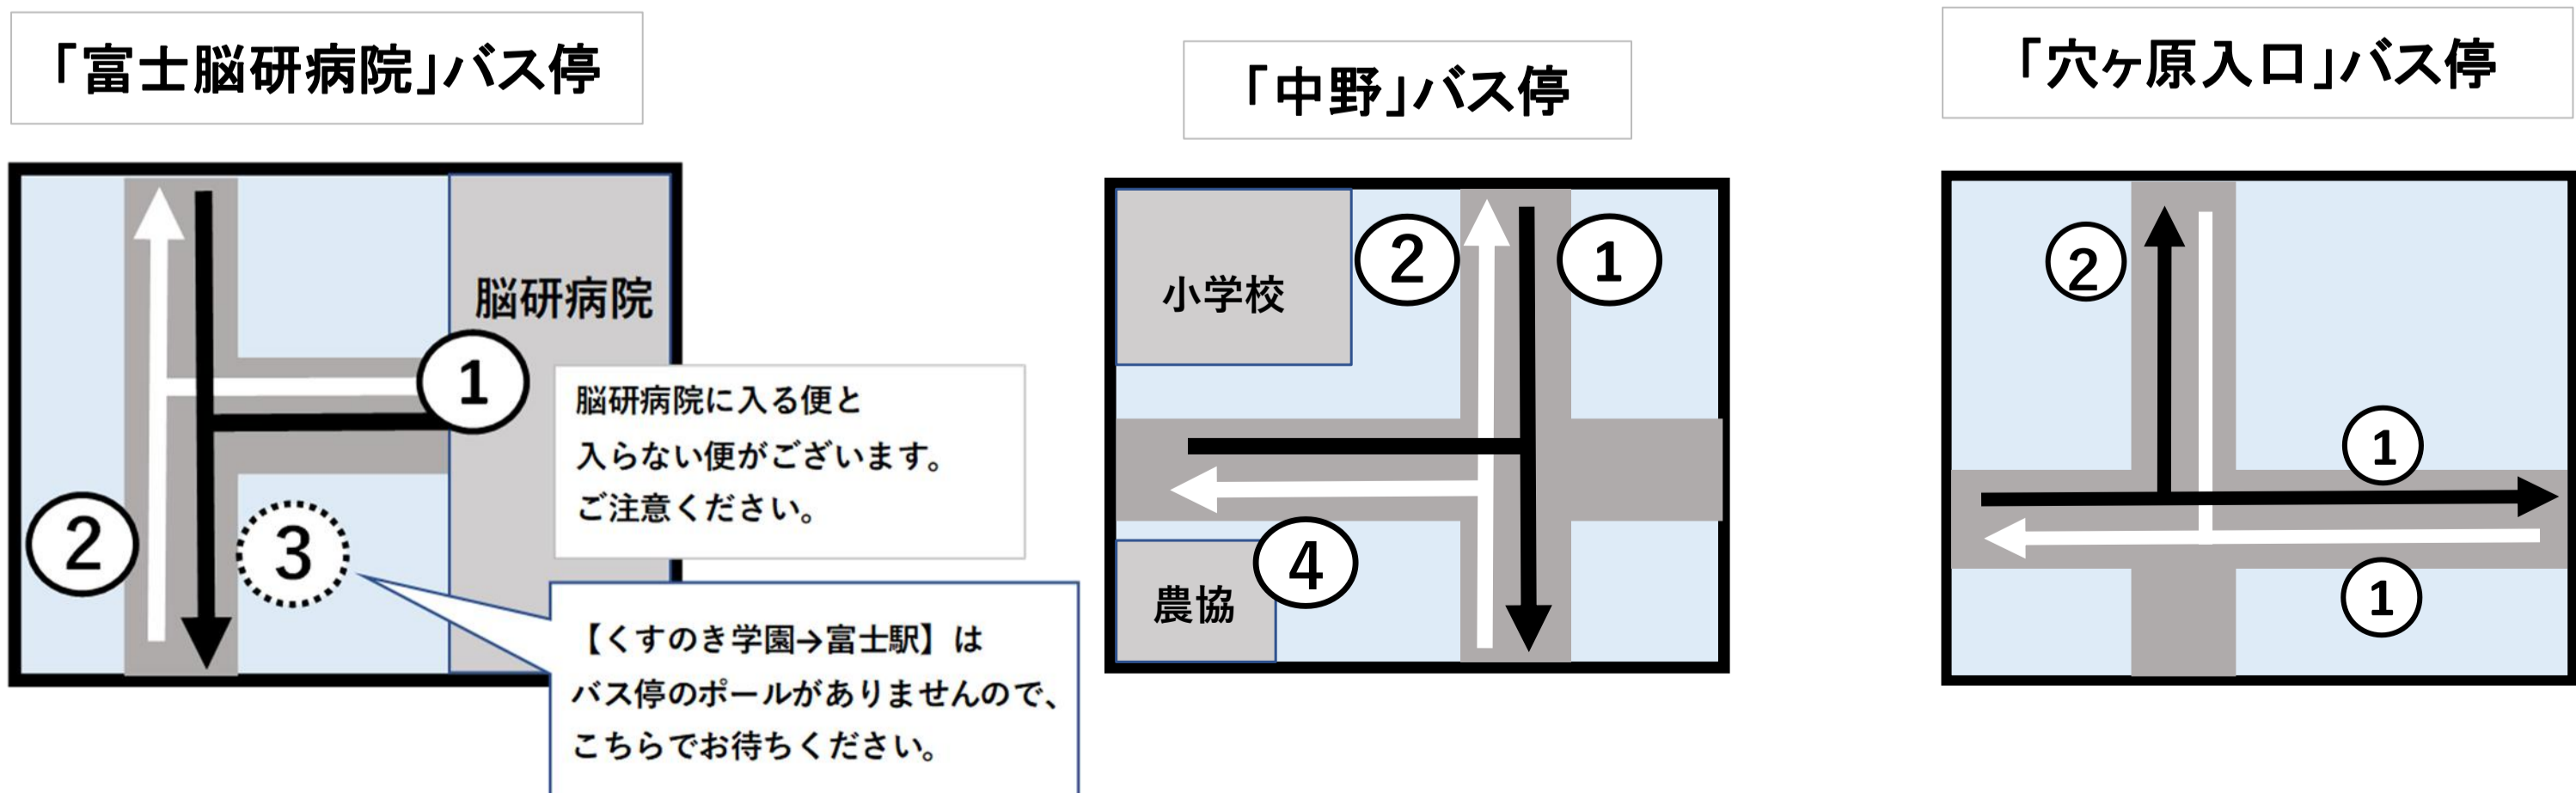 「富士脳研病院」バス停
脳研病院
1
2
3
脳研病院に入る便と
入らない便がございます。
ご注意ください。
【くすのき学園→富士駅】は
バス停のポールがありませんので、
こちらでお待ちください。
「中野」バス停
小学校
2
1
農協
4
「穴ヶ原入口」バス停
2
1
1